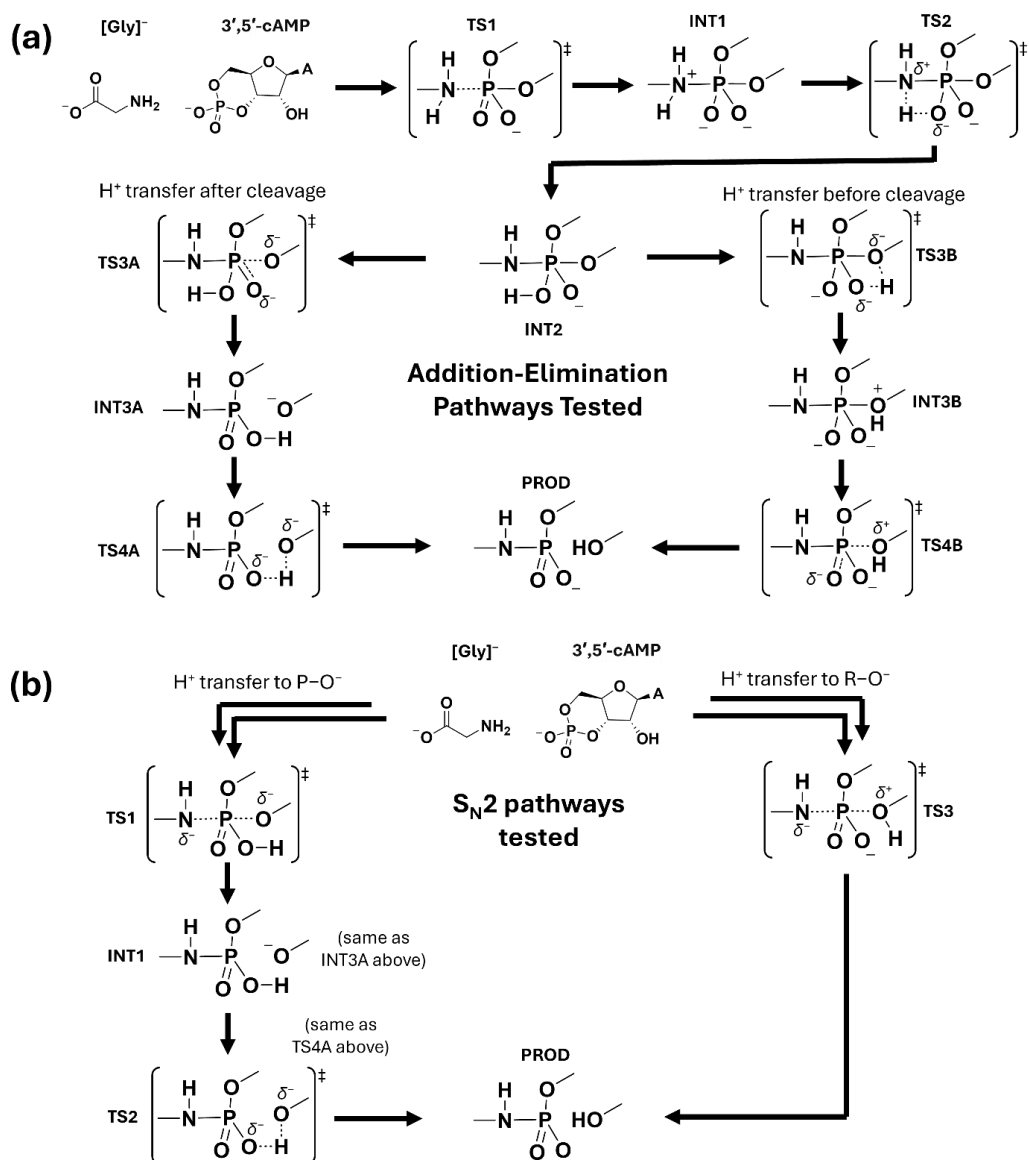 (a)
[Gly]⁻
3′,5′-cAMP
TS1
INT1
TS2
H⁺ transfer after cleavage
H⁺ transfer before cleavage
TS3A
INT2
TS3B
Addition-Elimination
Pathways Tested
INT3A
INT3B
PROD
TS4A
TS4B
(b)
[Gly]⁻
3′,5′-cAMP
H⁺ transfer to P–O⁻
H⁺ transfer to R–O⁻
TS1
S_N2 pathways
tested
TS3
INT1
(same as
INT3A above)
(same as
TS4A above)
PROD
TS2